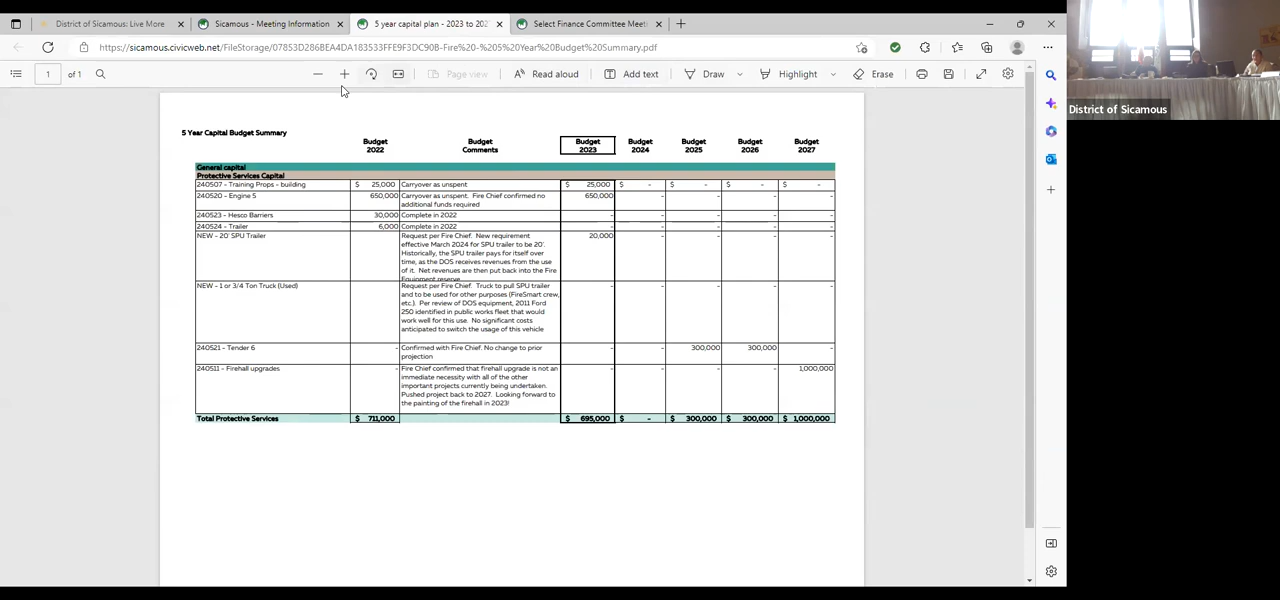 District of Sicamous: Live More
Sicamous - Meeting Information
5 year capital plan - 2023 to 202
Select Finance Committee Meeti
https://sicamous.civicweb.net/FileStorage/07853D286BEA4DA183533FFE9F3DC90B-Fire%20-%205%20Year%20Budget%20Summary.pdf
1 of 1
Page view
Read aloud
Add text
Draw
Highlight
Erase
District of Sicamous
5 Year Capital Budget Summary
Budget 2022 Budget Comments Budget 2023 Budget 2024 Budget 2025 Budget 2026 Budget 2027
General capital
Protective Services Capital
240507 - Training Props - building $ 25,000 Carryover as unspent $ 25,000 $ - $ - $ - $ -
240520 - Engine 5 650,000 Carryover as unspent. Fire Chief confirmed no 650,000 - - - -
additional funds required
240523 - Hesco Barriers 30,000 Complete in 2022 - - - - -
240524 - Trailer 6,000 Complete in 2022 - - - - -
NEW - 20' SPU Trailer Request per Fire Chief. New requirement 20,000 - - - -
effective March 2024 for SPU trailer to be 20'.
Historically, the SPU trailer pays for itself over
time, as the DOS receives revenues from the use
of it. Net revenues are then put back into the Fire
Equipment reserve.
NEW - 1 or 3/4 Ton Truck (Used) Request per Fire Chief. Truck to pull SPU trailer - - - - -
and to be used for other purposes (FireSmart crew,
etc.). Per review of DOS equipment, 2011 Ford
250 identified in public works fleet that would
work well for this use. No significant costs
anticipated to switch the usage of this vehicle
240521 - Tender 6 - Confirmed with Fire Chief. No change to prior - - 300,000 300,000 -
projection
240511 - Firehall upgrades - Fire Chief confirmed that firehall upgrade is not an - - - - 1,000,000
immediate necessity with all of the other
important projects currently being undertaken.
Pushed project back to 2027. Looking forward to
the painting of the firehall in 2023!
Total Protective Services $ 711,000 $ 695,000 $ - $ 300,000 $ 300,000 $ 1,000,000